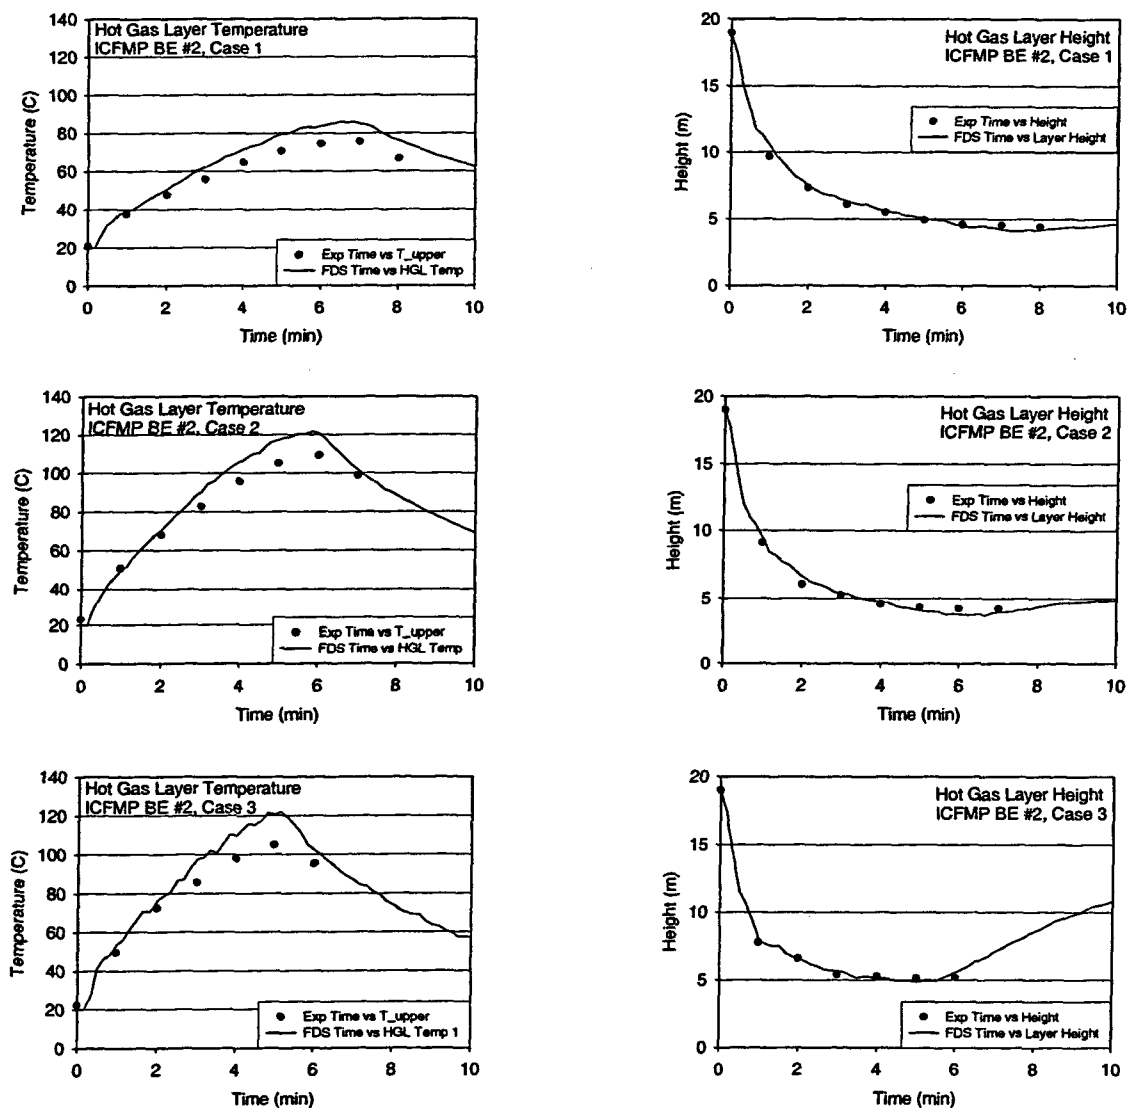 Hot Gas Layer Temperature
ICFMP BE #2, Case 1
140
120
100
80
60
40
20
0
Temperature (C)
Exp Time vs T_upper
FDS Time vs HGL Temp
0 2 4 6 8 10
Time (min)
Hot Gas Layer Height
ICFMP BE #2, Case 1
20
15
10
5
0
Height (m)
Exp Time vs Height
FDS Time vs Layer Height
0 2 4 6 8 10
Time (min)
Hot Gas Layer Temperature
ICFMP BE #2, Case 2
140
120
100
80
60
40
20
0
Temperature (C)
Exp Time vs T_upper
FDS Time vs HGL Temp
0 2 4 6 8 10
Time (min)
Hot Gas Layer Height
ICFMP BE #2, Case 2
20
15
10
5
0
Height (m)
Exp Time vs Height
FDS Time vs Layer Height
0 2 4 6 8 10
Time (min)
Hot Gas Layer Temperature
ICFMP BE #2, Case 3
140
120
100
80
60
40
20
0
Temperature (C)
Exp Time vs T_upper
FDS Time vs HGL Temp 1
0 2 4 6 8 10
Time (min)
Hot Gas Layer Height
ICFMP BE #2, Case 3
20
15
10
5
0
Height (m)
Exp Time vs Height
FDS Time vs Layer Height
0 2 4 6 8 10
Time (min)